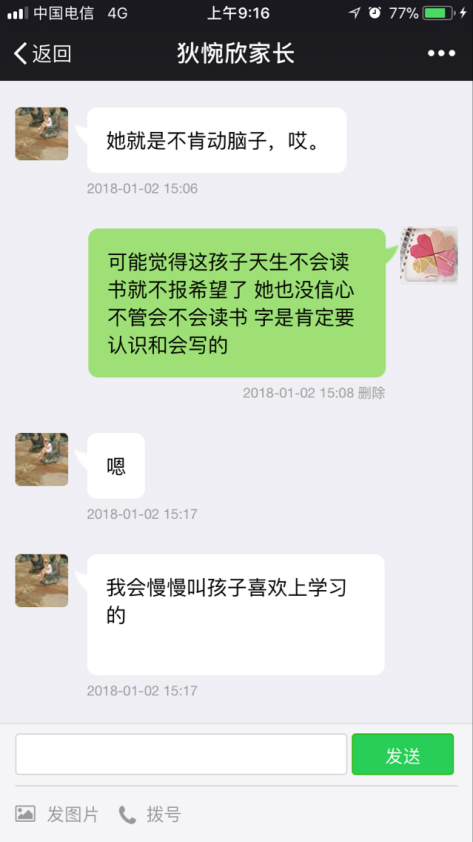 中国电信 4G 上午9:16 77%
返回 狄惋欣家长
她就是不肯动脑子，哎。
2018-01-02 15:06
可能觉得这孩子天生不会读
书就不报希望了 她也没信心
不管会不会读书 字是肯定要
认识和会写的
2018-01-02 15:08 删除
嗯
2018-01-02 15:17
我会慢慢叫孩子喜欢上学习
的
2018-01-02 15:17
发送
发图片 拨号